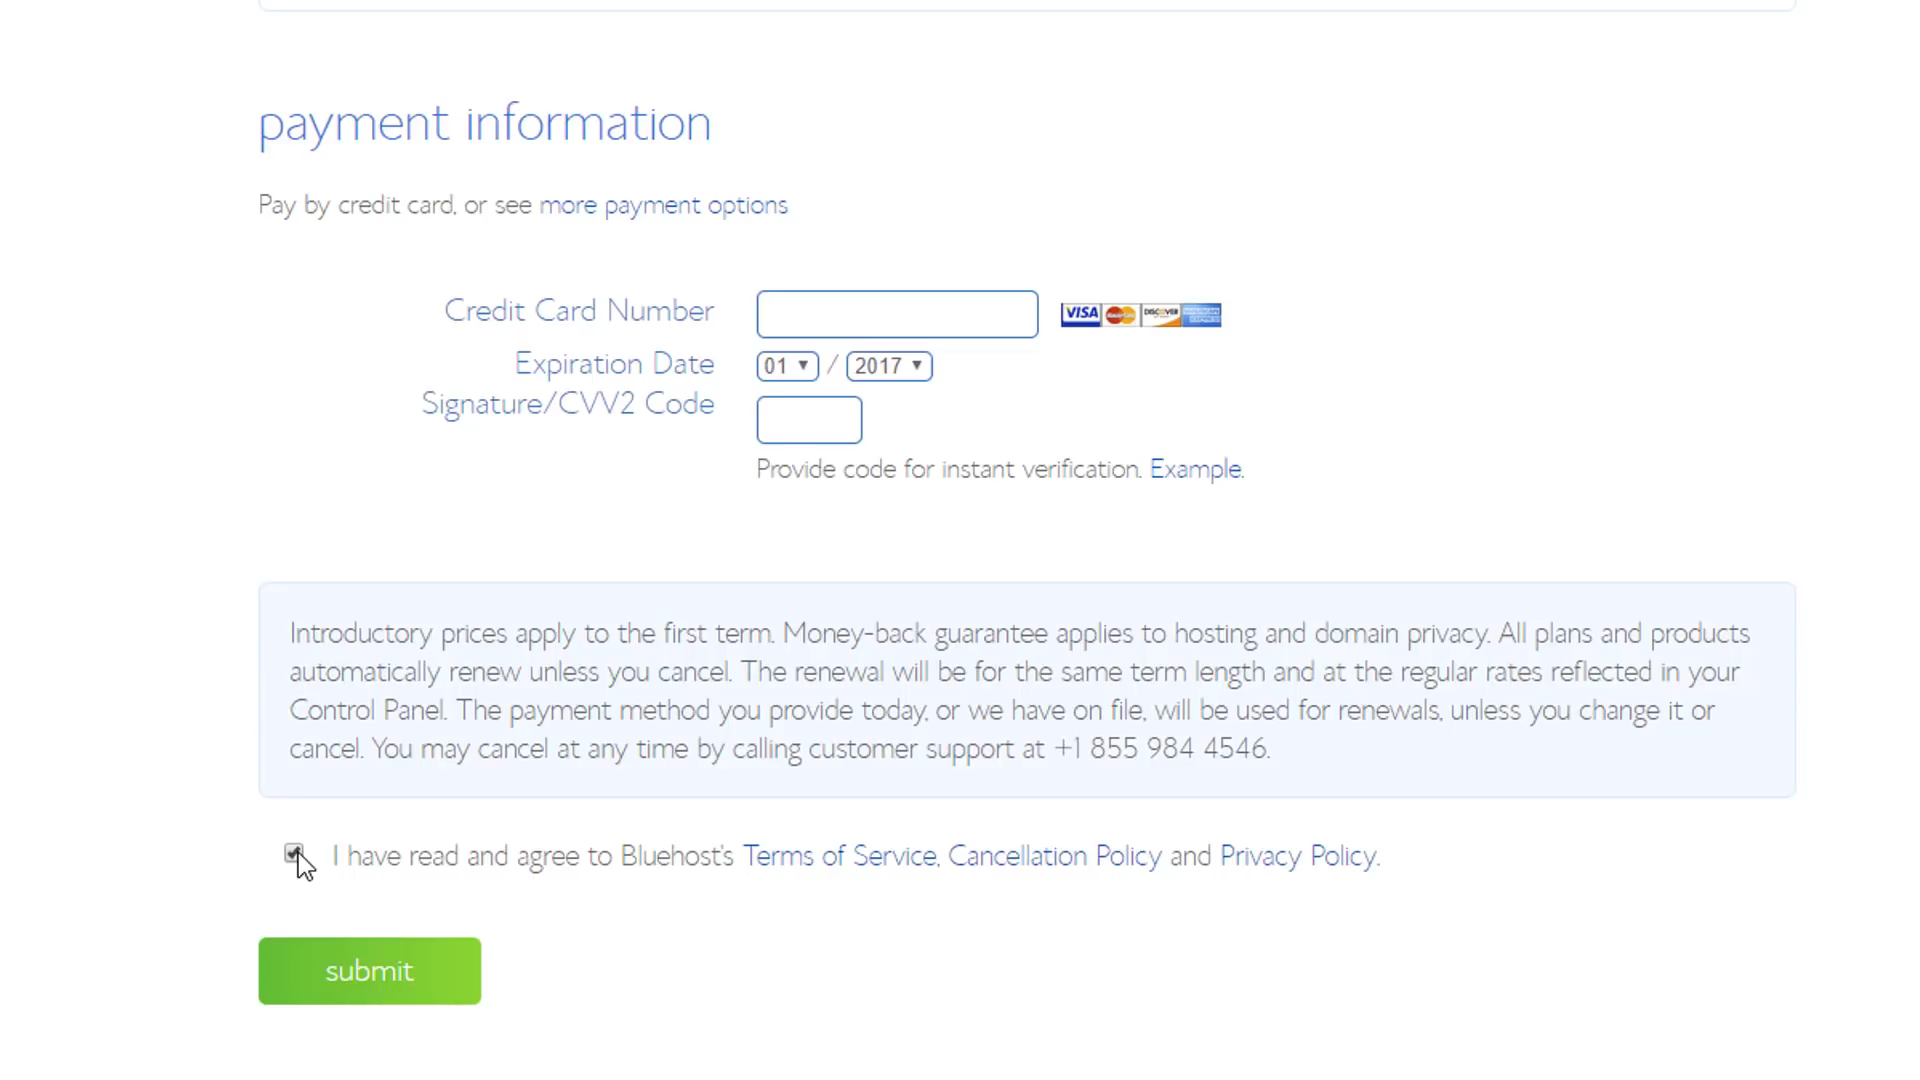 payment information
Pay by credit card, or see more payment options
Credit Card Number
VISA MasterCard DISCOVER
Expiration Date 01 / 2017
Signature/CVV2 Code
Provide code for instant verification. Example.
Introductory prices apply to the first term. Money-back guarantee applies to hosting and domain privacy. All plans and products
automatically renew unless you cancel. The renewal will be for the same term length and at the regular rates reflected in your
Control Panel. The payment method you provide today, or we have on file, will be used for renewals, unless you change it or
cancel. You may cancel at any time by calling customer support at +1 855 984 4546.
I have read and agree to Bluehost's Terms of Service, Cancellation Policy and Privacy Policy.
submit